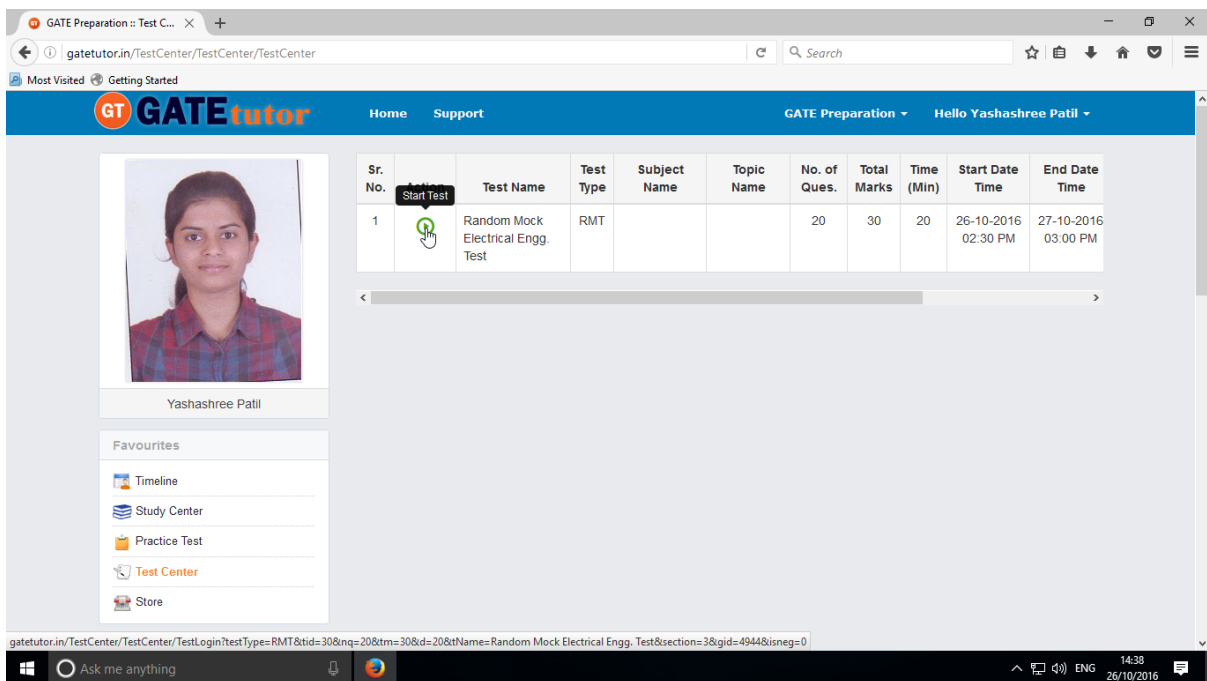 GATE Preparation :: Test C...
gatetutor.in/TestCenter/TestCenter/TestCenter
Search
Most Visited Getting Started
GT GATEtutor Home Support GATE Preparation Hello Yashashree Patil
Sr. No. Action Test Name Test Type Subject Name Topic Name No. of Ques. Total Marks Time (Min) Start Date Time End Date Time
Start Test
1 Random Mock Electrical Engg. Test RMT 20 30 20 26-10-2016 02:30 PM 27-10-2016 03:00 PM
Yashashree Patil
Favourites
Timeline
Study Center
Practice Test
Test Center
Store
gatetutor.in/TestCenter/TestCenter/TestLogin?testType=RMT&tid=30&nq=20&tm=30&d=20&tName=Random Mock Electrical Engg. Test&section=3&gid=4944&isneg=0
Ask me anything
ENG
14:38
26/10/2016